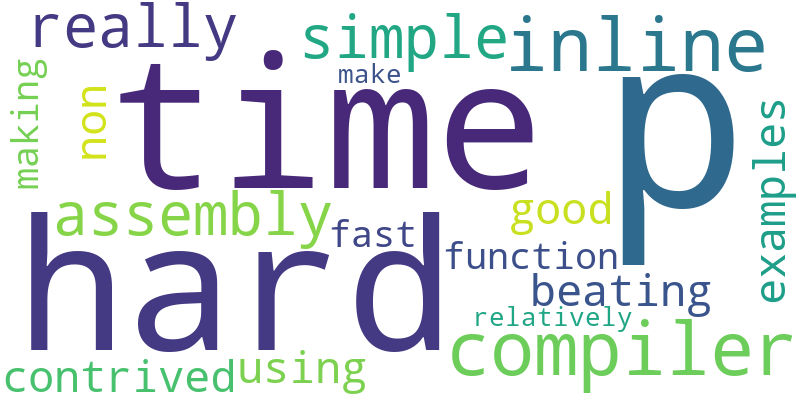 really
simple
inline
making
non
time
make
p
examples
assembly
good
hard
fast
function
beating
relatively
contrived
using
compiler